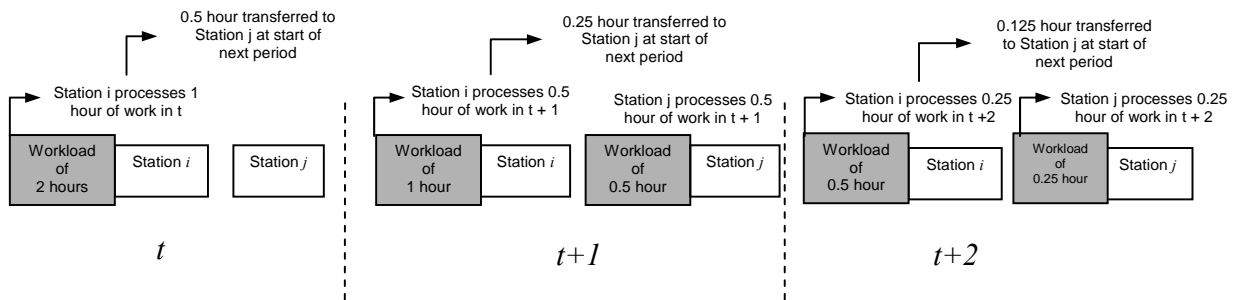 0.5 hour transferred to
Station j at start of
next period
Station i processes 1
hour of work in t
Workload
of
2 hours
Station i
Station j
t
0.25 hour transferred to
Station j at start of
next period
Station i processes 0.5
hour of work in t + 1
Station j processes 0.5
hour of work in t + 1
Workload
of
1 hour
Station i
Workload
of
0.5 hour
Station j
t+1
0.125 hour transferred
to Station j at start of
next period
Station i processes 0.25
hour of work in t +2
Station j processes 0.25
hour of work in t + 2
Workload
of
0.5 hour
Station i
Workload
of
0.25 hour
Station j
t+2